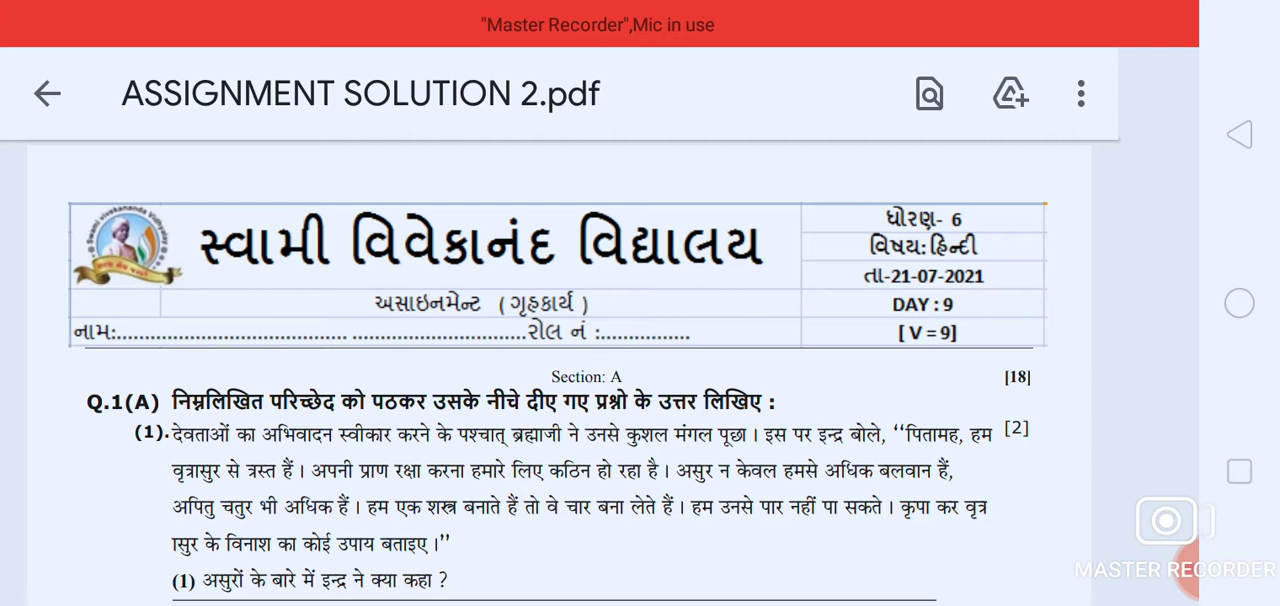 "Master Recorder",Mic in use
ASSIGNMENT SOLUTION 2.pdf
સ્વામી વિવેકાનંદ વિદ્યાલય
ધોરણ- 6
વિષય: હિન્દી
તા-21-07-2021
અસાઇનમેન્ટ ( ગૃહકાર્ય )
DAY : 9
નામ:......................................... ...............................રોલ નં :................
[ V = 9]
Section: A
[18]
Q.1(A) निम्नलिखित परिच्छेद को पठकर उसके नीचे दीए गए प्रश्नो के उत्तर लिखिए :
(1). देवताओं का अभिवादन स्वीकार करने के पश्चात् ब्रह्माजी ने उनसे कुशल मंगल पूछा। इस पर इन्द्र बोले, “पितामह, हम [2]
वृत्रासुर से त्रस्त हैं। अपनी प्राण रक्षा करना हमारे लिए कठिन हो रहा है। असुर न केवल हमसे अधिक बलवान हैं,
अपितु चतुर भी अधिक हैं। हम एक शस्त्र बनाते हैं तो वे चार बना लेते हैं। हम उनसे पार नहीं पा सकते। कृपा कर वृत्र
ासुर के विनाश का कोई उपाय बताइए।”
(1) असुरों के बारे में इन्द्र ने क्या कहा ?
MASTER RECORDER